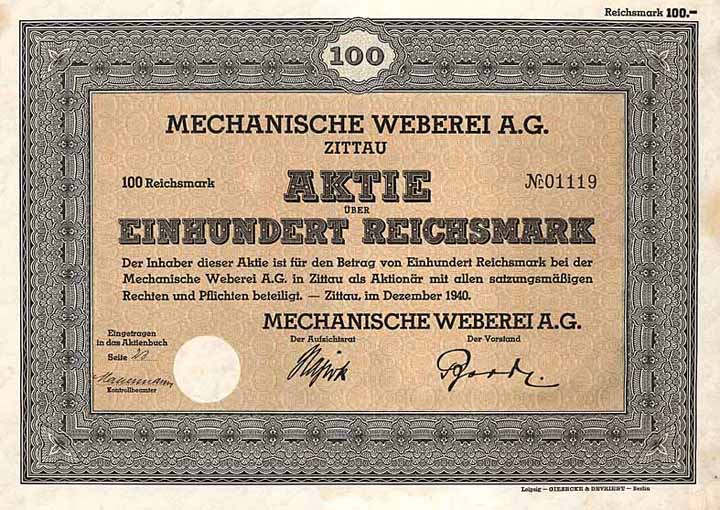 Reichsmark 100.–
100
MECHANISCHE WEBEREI A.G.
ZITTAU
100 Reichsmark AKTIE №01119
ÜBER
EINHUNDERT REICHSMARK
Der Inhaber dieser Aktie ist für den Betrag von Einhundert Reichsmark bei der
Mechanische Weberei A.G. in Zittau als Aktionär mit allen satzungsmäßigen
Rechten und Pflichten beteiligt. — Zittau, im Dezember 1940.
MECHANISCHE WEBEREI A.G.
Der Aufsichtsrat Der Vorstand
Eingetragen
in das Aktienbuch
Seite
Kontrollbeamter
Leipzig — GIESECKE & DEVRIENT — Berlin